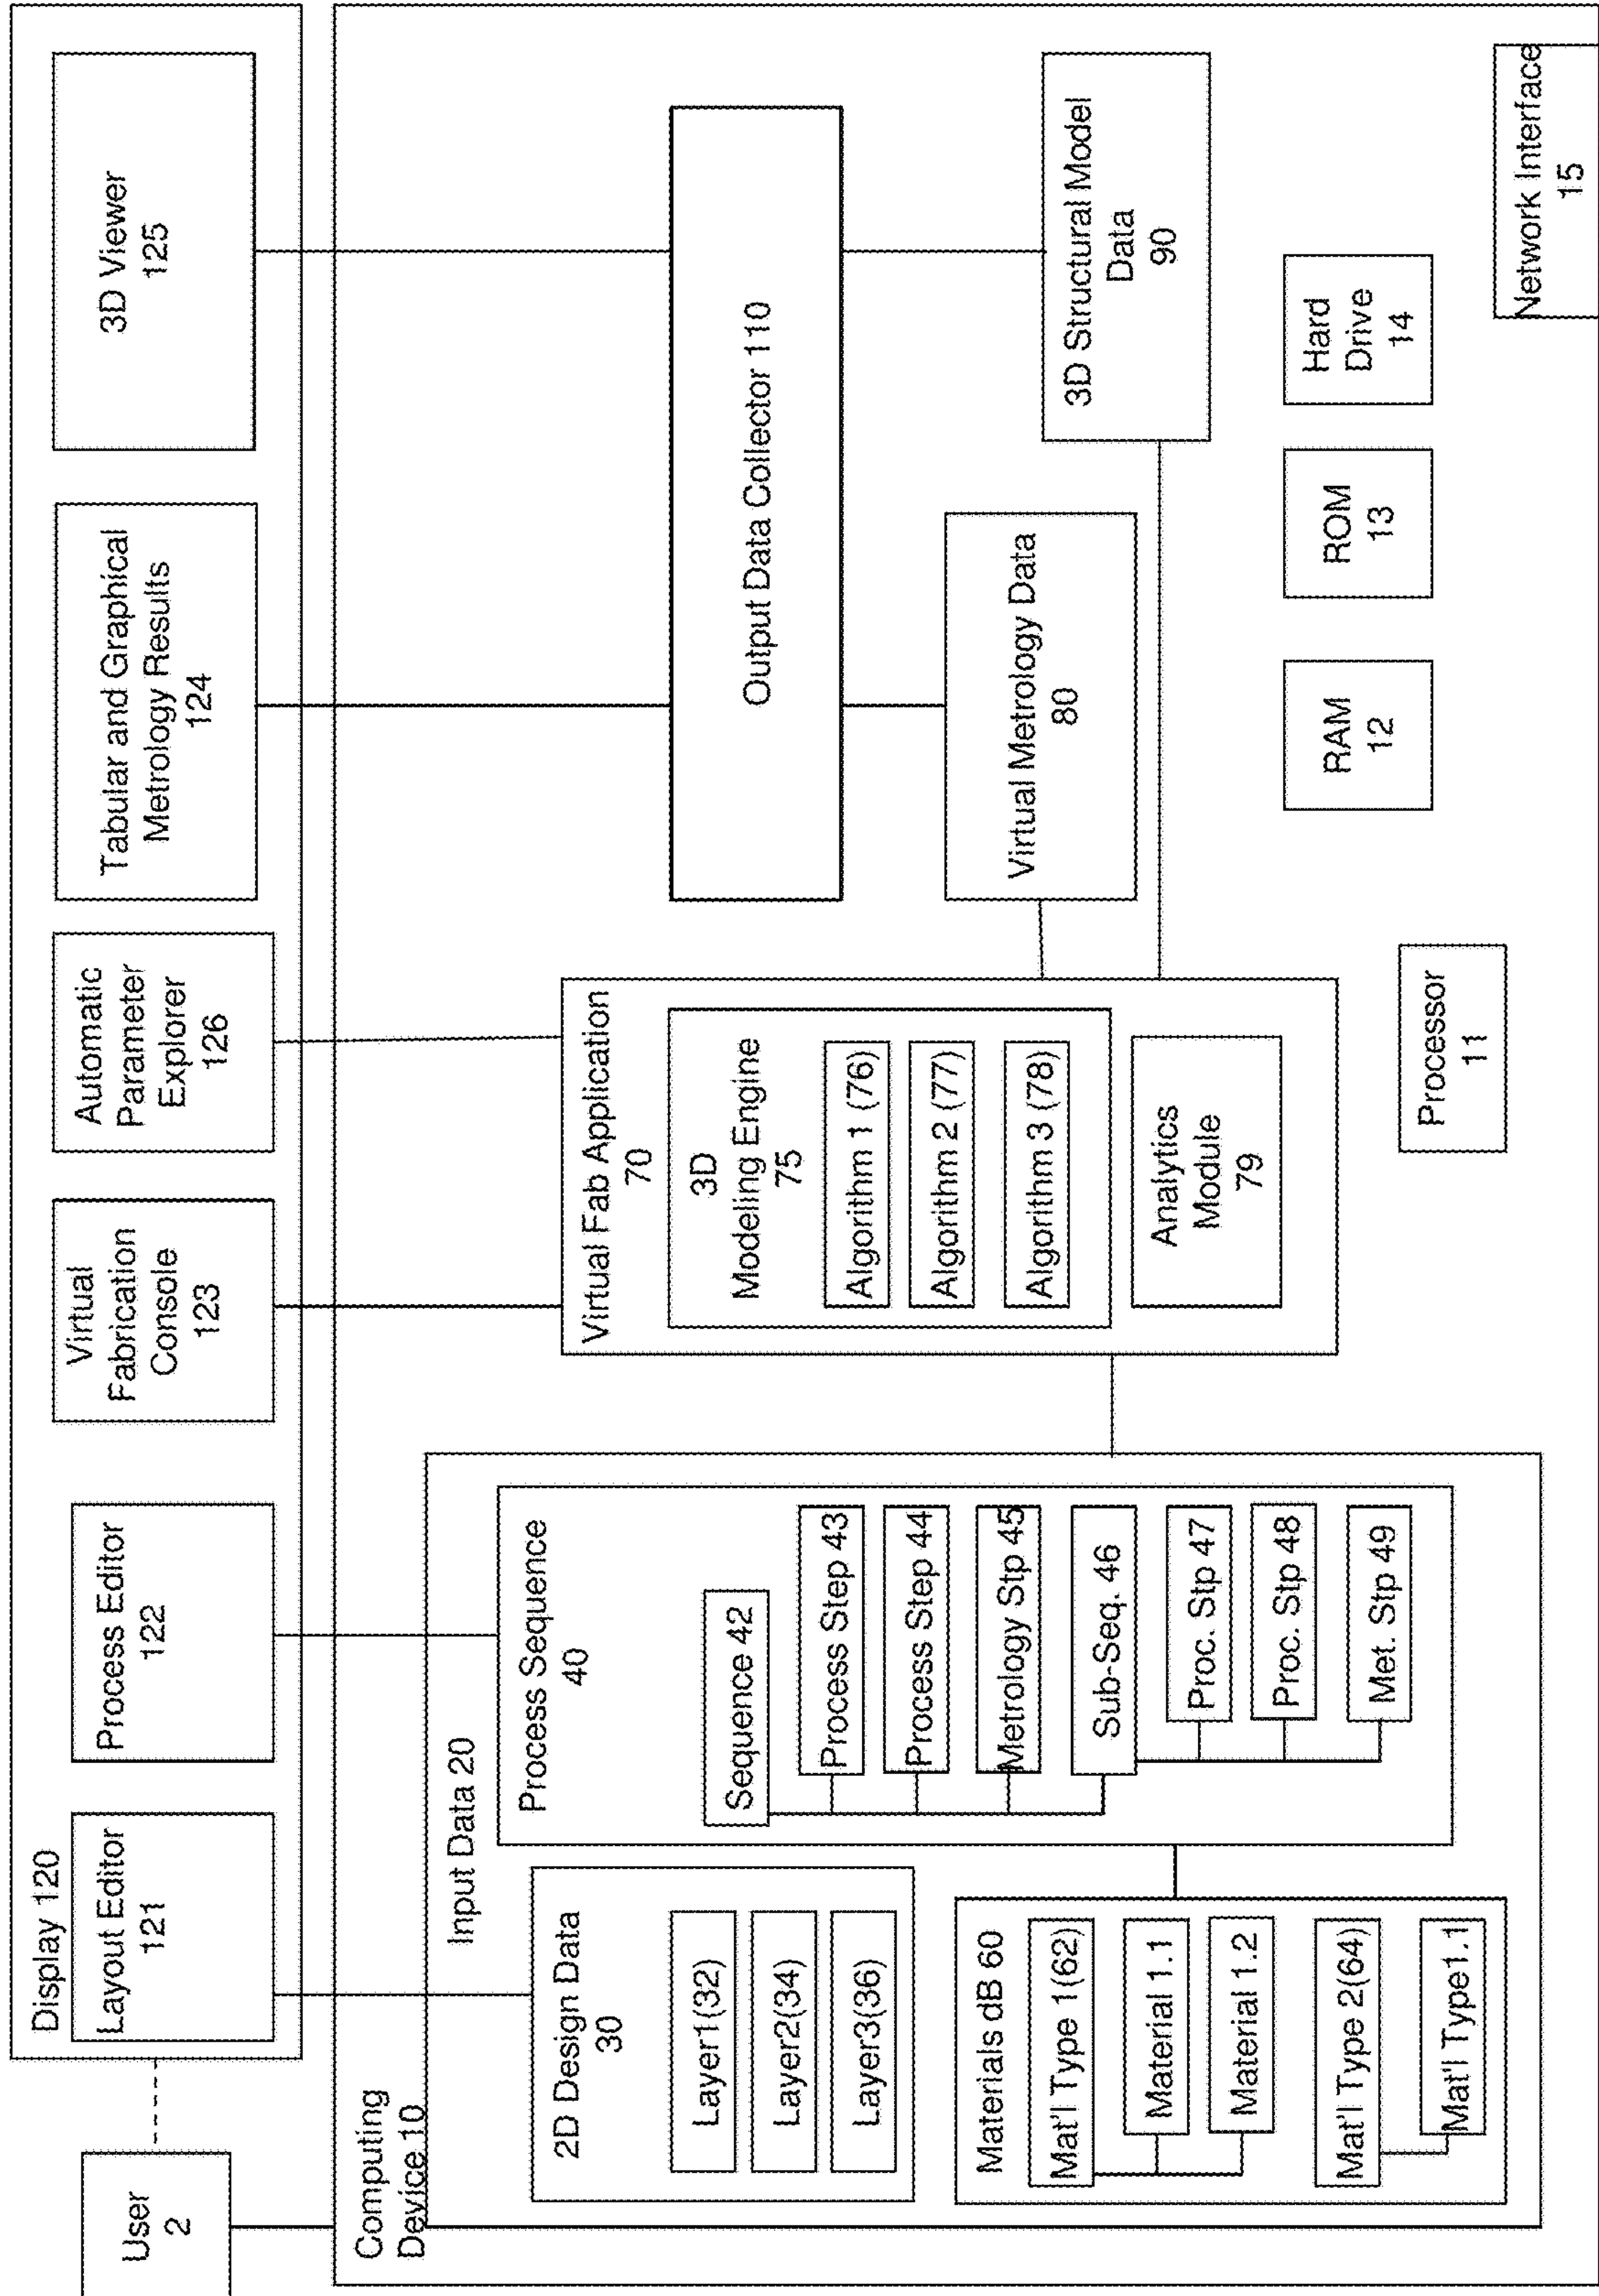 User
2
Display 120
Layout Editor
121
Process Editor
122
Virtual
Fabrication
Console
123
Automatic
Parameter
Explorer
126
Tabular and Graphical
Metrology Results
124
3D Viewer
125
Computing
Device 10
Input Data 20
2D Design Data
30
Layer1(32)
Layer2(34)
Layer3(36)
Materials dB 60
Mat'l Type 1(62)
Material 1.1
Material 1.2
Mat'l Type 2(64)
Mat'l Type1.1
Process Sequence
40
Sequence 42
Process Step 43
Process Step 44
Metrology Stp 45
Sub-Seq. 46
Proc. Stp 47
Proc. Stp 48
Met. Stp 49
Virtual Fab Application
70
3D
Modeling Engine
75
Algorithm 1 (76)
Algorithm 2 (77)
Algorithm 3 (78)
Analytics
Module
79
Output Data Collector 110
Virtual Metrology Data
80
3D Structural Model
Data
90
Processor
11
RAM
12
ROM
13
Hard
Drive
14
Network Interface
15